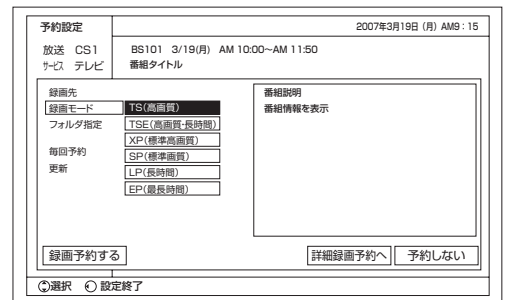 予約設定
2007年3月19日 (月) AM9：15
放送 CS1 BS101 3/19(月) AM 10:00~AM 11:50
サービス テレビ 番組タイトル
録画先
録画モード
フォルダ指定
毎回予約
更新
TS(高画質)
TSE(高画質・長時間)
XP(標準高画質)
SP(標準画質)
LP(長時間)
EP(最長時間)
番組説明
番組情報を表示
録画予約する
詳細録画予約へ
予約しない
選択 設定終了